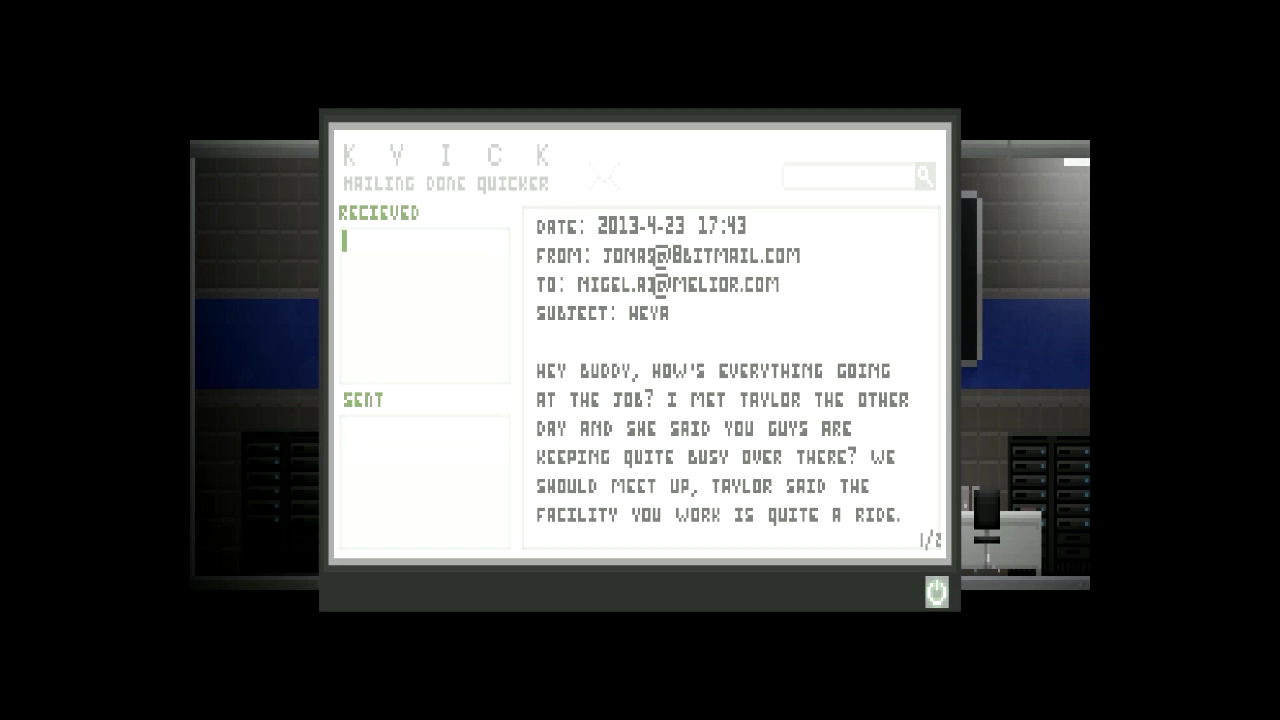 KVICK
MAILING DONE QUICKER
RECIEVED
SENT
DATE: 2013-4-23 17:43
FROM: JONAS@8BITMAIL.COM
TO: NIGEL.AI@MELIOR.COM
SUBJECT: HEYA
HEY BUDDY, HOW'S EVERYTHING GOING
AT THE JOB? I MET TAYLOR THE OTHER
DAY AND SHE SAID YOU GUYS ARE
KEEPING QUITE BUSY OVER THERE? WE
SHOULD MEET UP, TAYLOR SAID THE
FACILITY YOU WORK IS QUITE A RIDE.
1/2